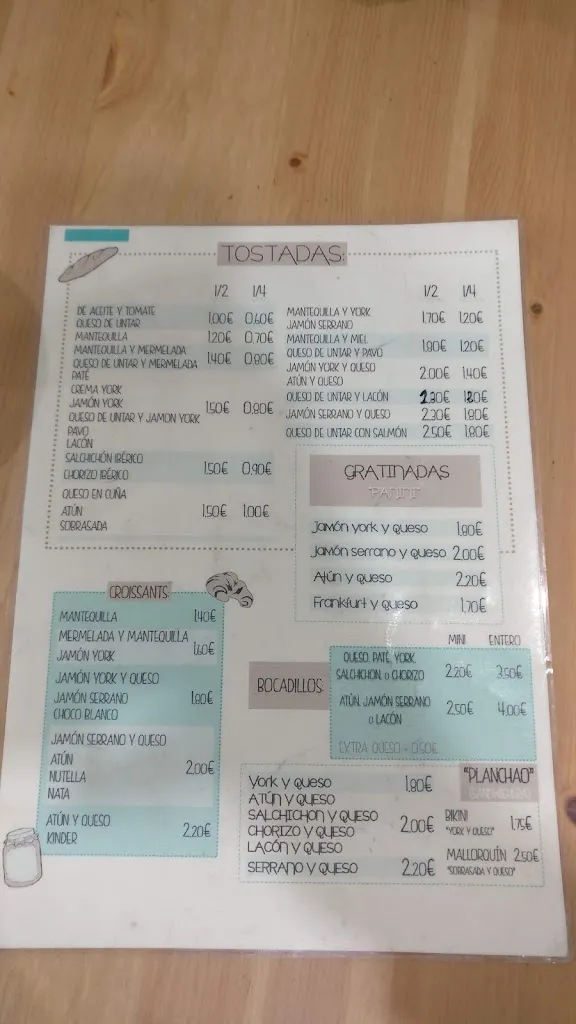 TOSTADAS:
1/2 1/4
DE ACEITE Y TOMATE
QUESO DE UNTAR 1,00€ 0,60€
MANTEQUILLA 1,20€ 0,70€
MANTEQUILLA Y MERMELADA
QUESO DE UNTAR Y MERMELADA 1,40€ 0,80€
PATÉ
CREMA YORK
JAMÓN YORK 1,50€ 0,80€
QUESO DE UNTAR Y JAMON YORK
PAVO
LACÓN
SALCHICHÓN IBÉRICO
CHORIZO IBÉRICO 1,50€ 0,90€
QUESO EN CUÑA
ATÚN 1,50€ 1,00€
SOBRASADA
1/2 1/4
MANTEQUILLA Y YORK
JAMÓN SERRANO 1,70€ 1,20€
MANTEQUILLA Y MIEL
QUESO DE UNTAR Y PAVO 1,80€ 1,20€
JAMÓN YORK Y QUESO
ATÚN Y QUESO 2,00€ 1,40€
QUESO DE UNTAR Y LACÓN
JAMÓN SERRANO Y QUESO 2,30€ 1,80€
QUESO DE UNTAR CON SALMÓN 2,50€ 1,80€
GRATINADAS
PANINI
Jamón york y queso 1,80€
Jamón serrano y queso 2,00€
Atún y queso 2,20€
Frankfurt y queso 1,70€
CROISSANTS
MANTEQUILLA 1,40€
MERMELADA Y MANTEQUILLA
JAMÓN YORK 1,60€
JAMÓN YORK Y QUESO
JAMÓN SERRANO 1,80€
CHOCO BLANCO
JAMÓN SERRANO Y QUESO
ATÚN
NUTELLA 2,00€
NATA
ATÚN Y QUESO
KINDER 2,20€
BOCADILLOS:
MINI ENTERO
QUESO, PATÉ, YORK,
SALCHICHON, O CHORIZO 2,20€ 3,50€
ATÚN, JAMÓN SERRANO
O LACÓN 2,50€ 4,00€
EXTRA QUESO + 0,50€
York y queso 1,80€
ATÚN Y QUESO
SALCHICHON Y QUESO
CHORIZO Y QUESO 2,00€
LACÓN Y QUESO
SERRANO Y QUESO 2,20€
"PLANCHAO"
BIKINI
"YORK Y QUESO" 1,75€
MALLORQUÍN 2,50€
"SOBRASADA Y QUESO"